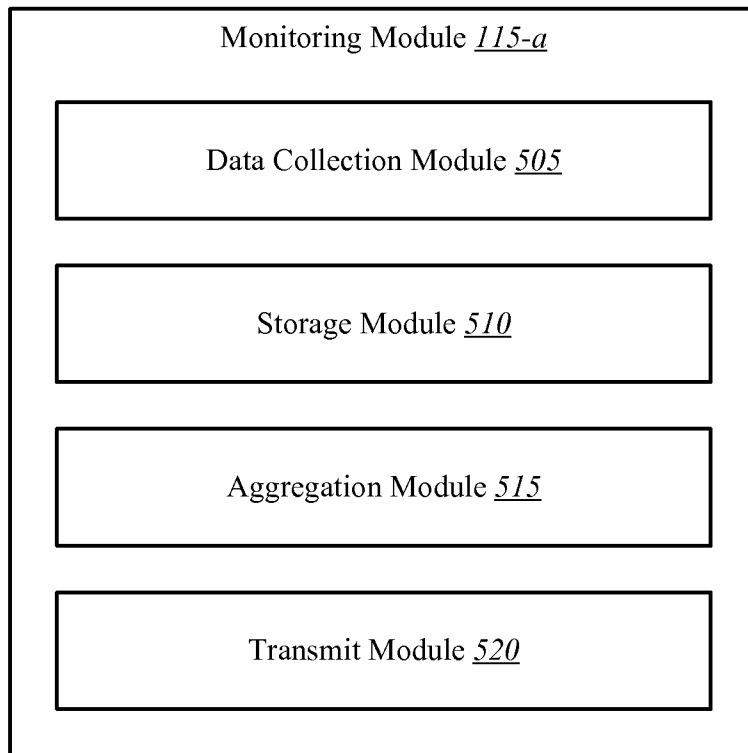 Monitoring Module 115-a
Data Collection Module 505
Storage Module 510
Aggregation Module 515
Transmit Module 520